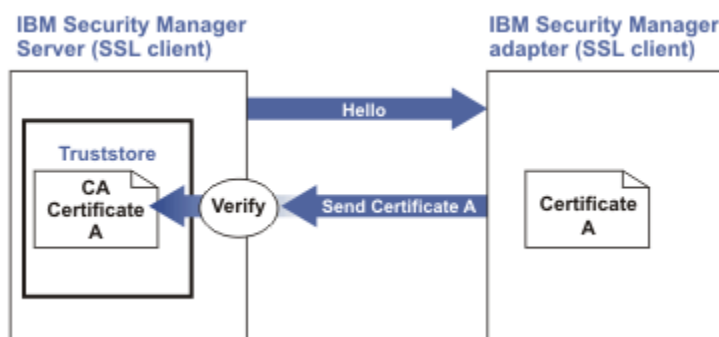 IBM Security Manager
Server (SSL client)
IBM Security Manager
adapter (SSL client)
Hello
Truststore
CA
Certificate
A
Verify
Send Certificate A
Certificate
A